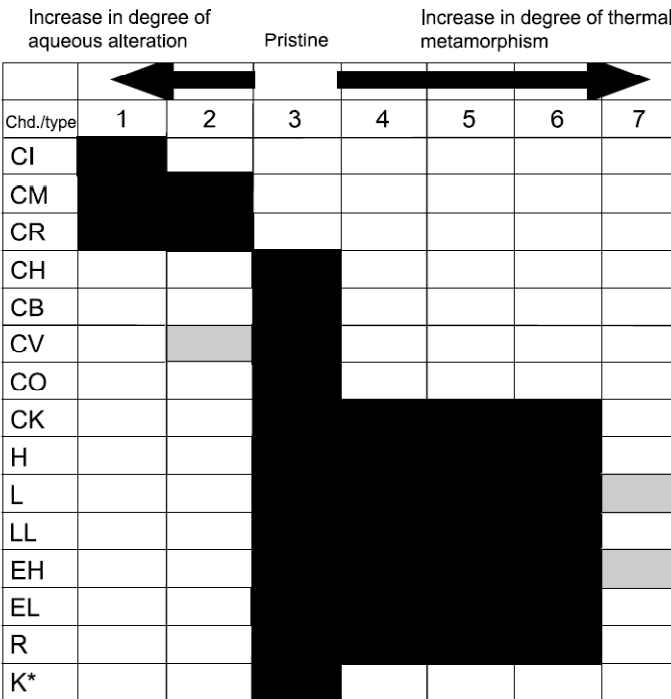 Increase in degree of
aqueous alteration
Pristine
Increase in degree of thermal
metamorphism
Chd./type 1 2 3 4 5 6 7
CI
CM
CR
CH
CB
CV
CO
CK
H
L
LL
EH
EL
R
K*